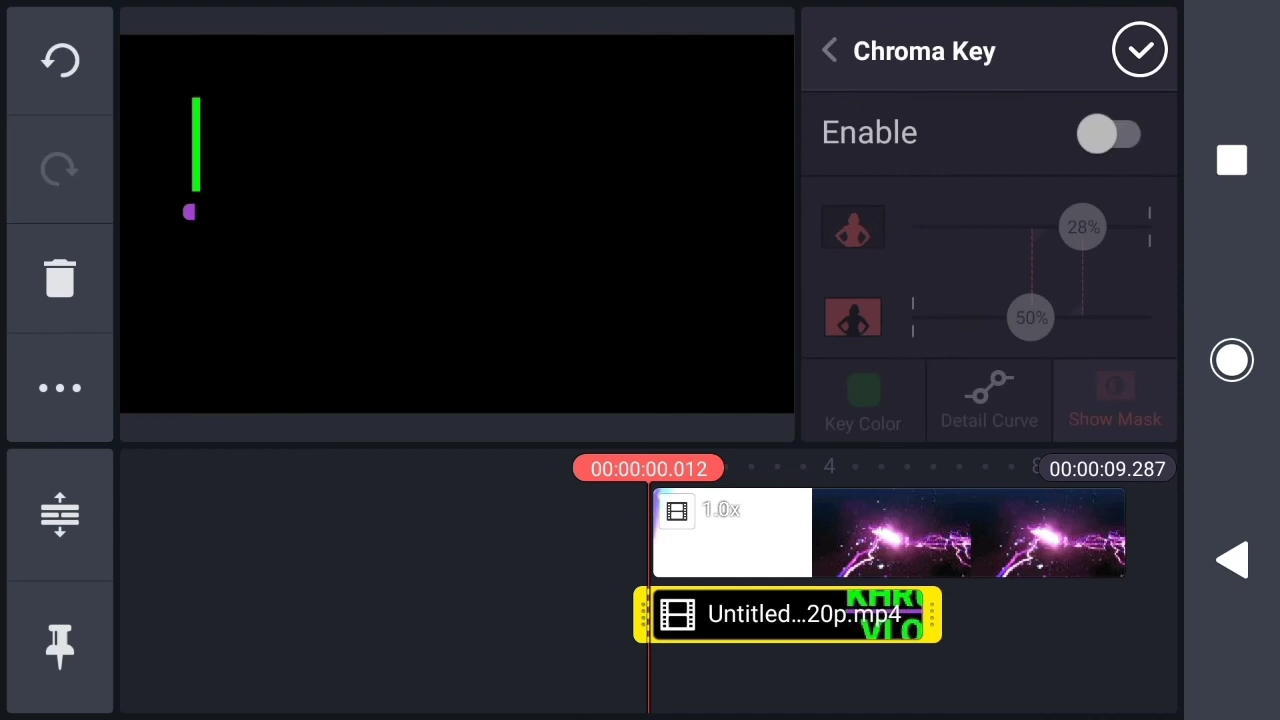 Chroma Key
Enable
28%
50%
Key Color
Detail Curve
Show Mask
00:00:00.012
4
8
00:00:09.287
1.0x
Untitled...20p.mp4